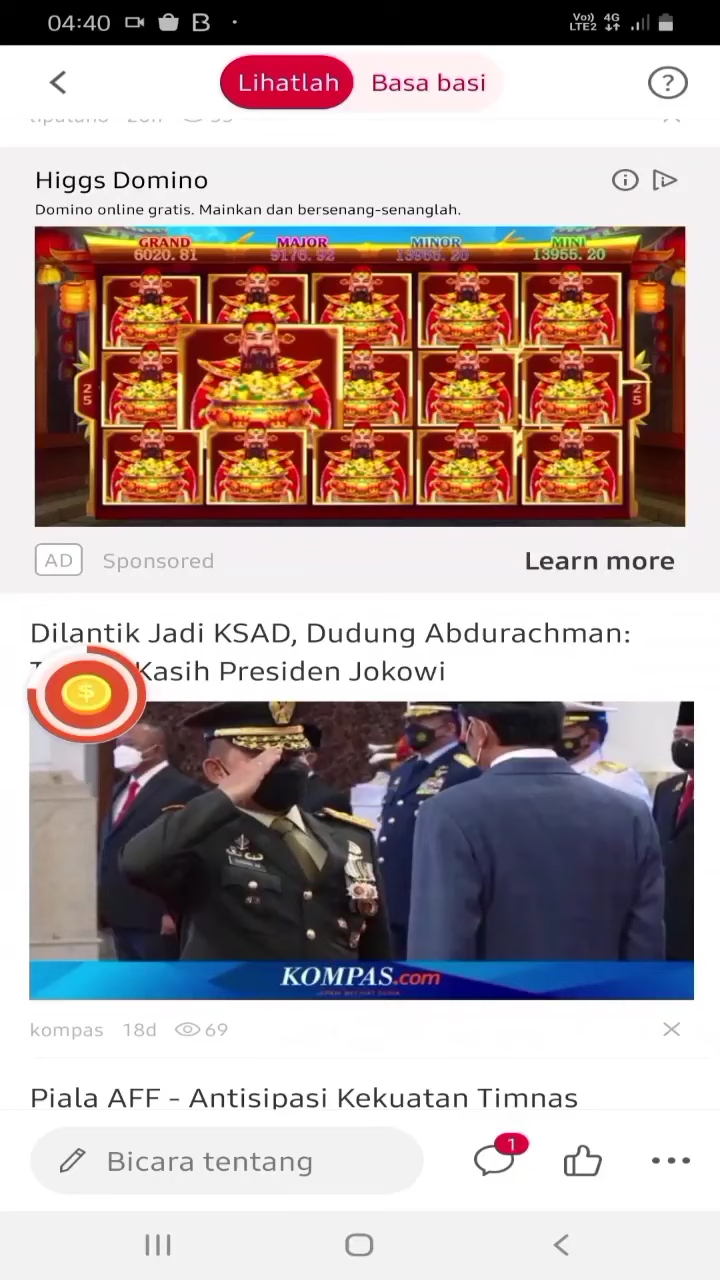 04:40
Vo)) 4G
LTE2
Lihatlah
Basa basi
Higgs Domino
Domino online gratis. Mainkan dan bersenang-senanglah.
GRAND MAJOR MINOR MINI
6020. 81 13955. 20
25
25
AD Sponsored
Learn more
Dilantik Jadi KSAD, Dudung Abdurachman:
Kasih Presiden Jokowi
KOMPAS.com
kompas 18d 69
Piala AFF - Antisipasi Kekuatan Timnas
Bicara tentang
1